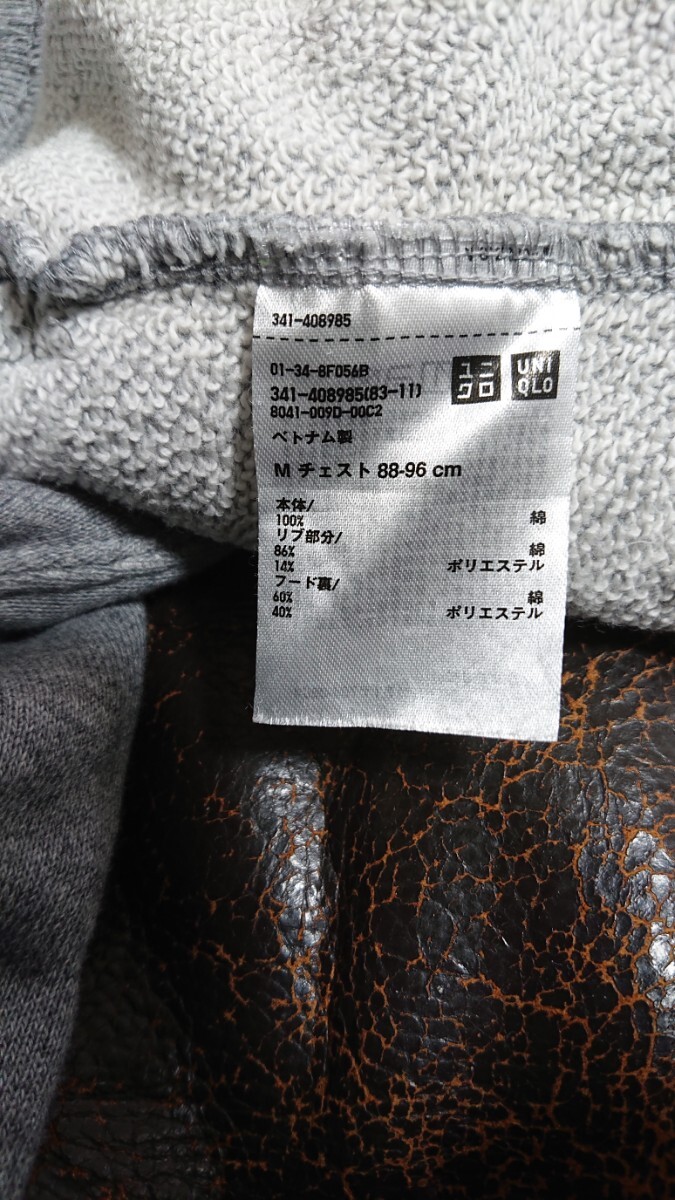 341-408985
01-34-8F056B
341-408985(83-11)
8041-009D-00C2
ユニ
クロ
UNI
QLO
ベトナム製
M チェスト 88-96 cm
本体/
100% 綿
リブ部分/
86% 綿
14% ポリエステル
フード裏/
60% 綿
40% ポリエステル